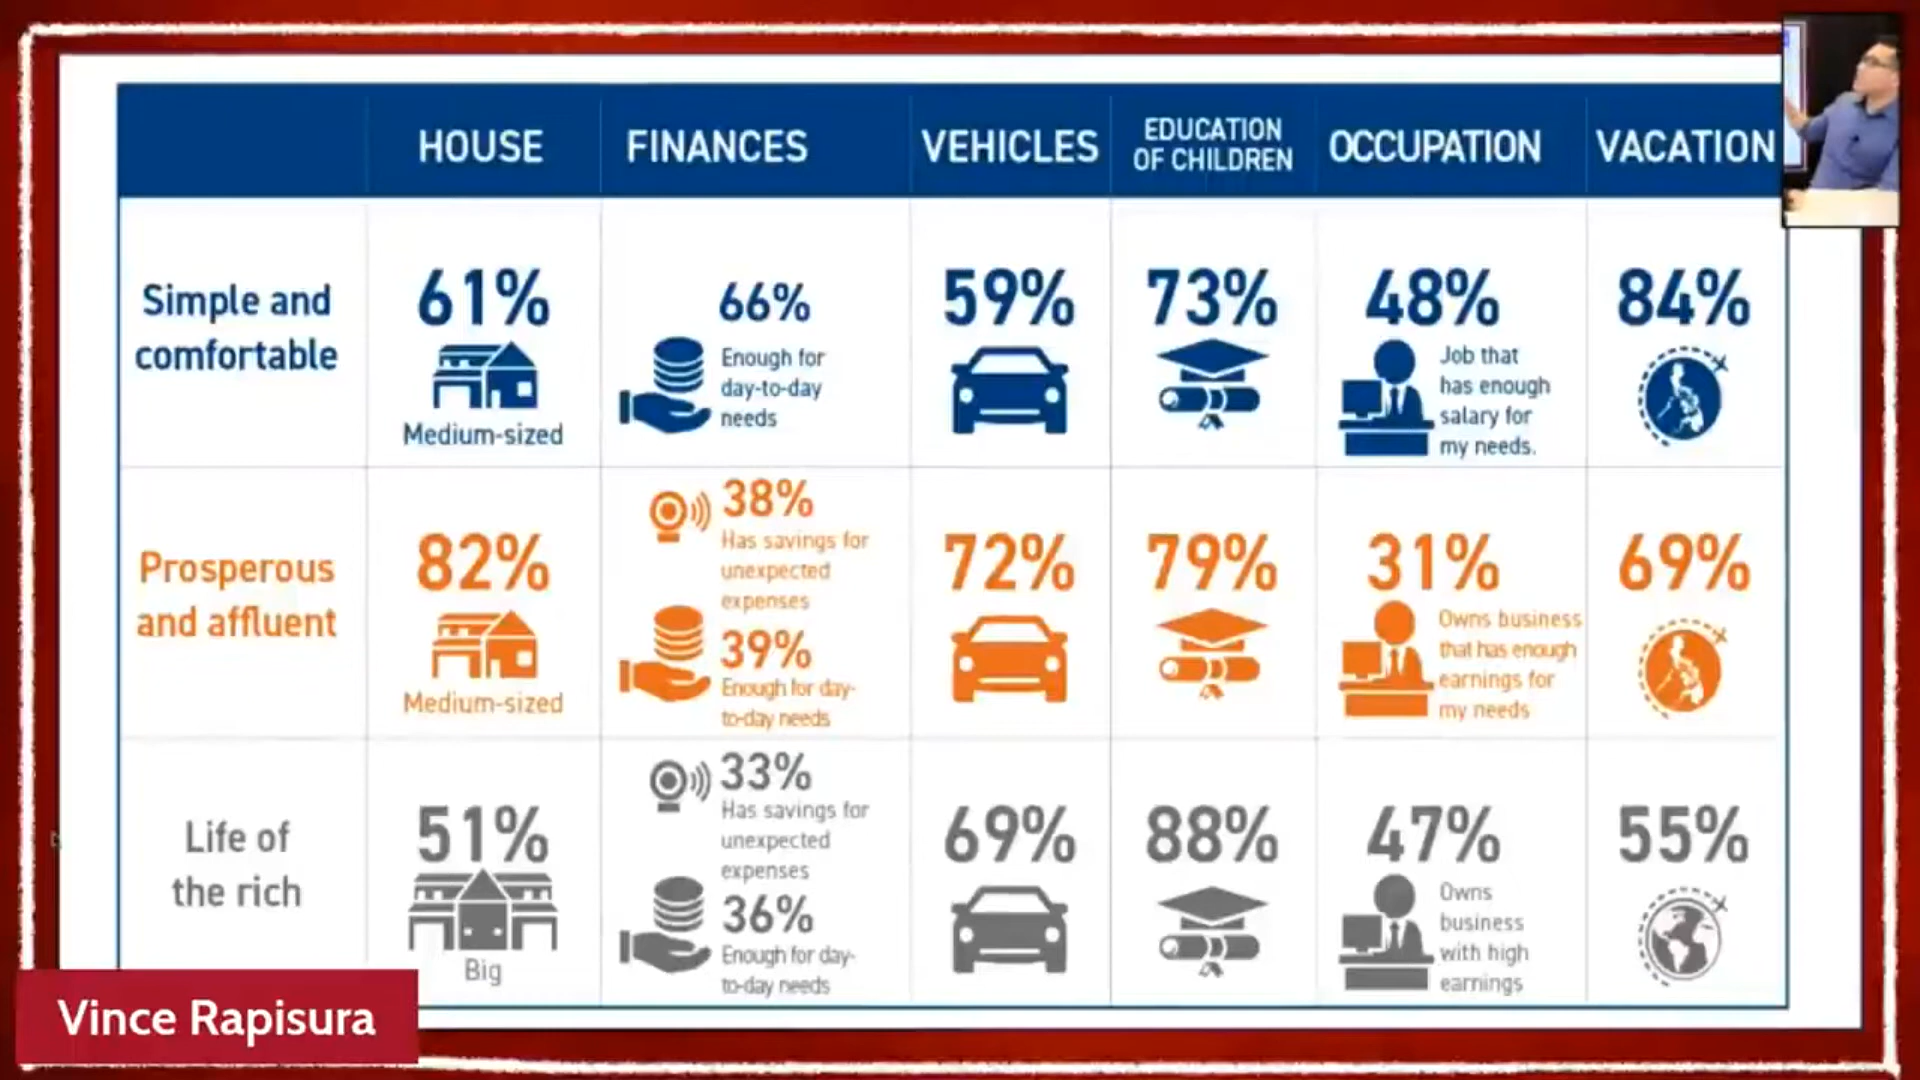 HOUSE
FINANCES
VEHICLES
EDUCATION
OF CHILDREN
OCCUPATION
VACATION
Simple and
comfortable
61%
Medium-sized
66%
Enough for
day-to-day
needs
59%
73%
48%
Job that
has enough
salary for
my needs.
84%
Prosperous
and affluent
82%
Medium-sized
38%
Has savings for
unexpected
expenses
39%
Enough for day-
to-day needs
72%
79%
31%
Owns business
that has enough
earnings for
my needs
69%
Life of
the rich
51%
Big
33%
Has savings for
unexpected
expenses
36%
Enough for day-
to-day needs
69%
88%
47%
Owns
business
with high
earnings
55%
Vince Rapisura